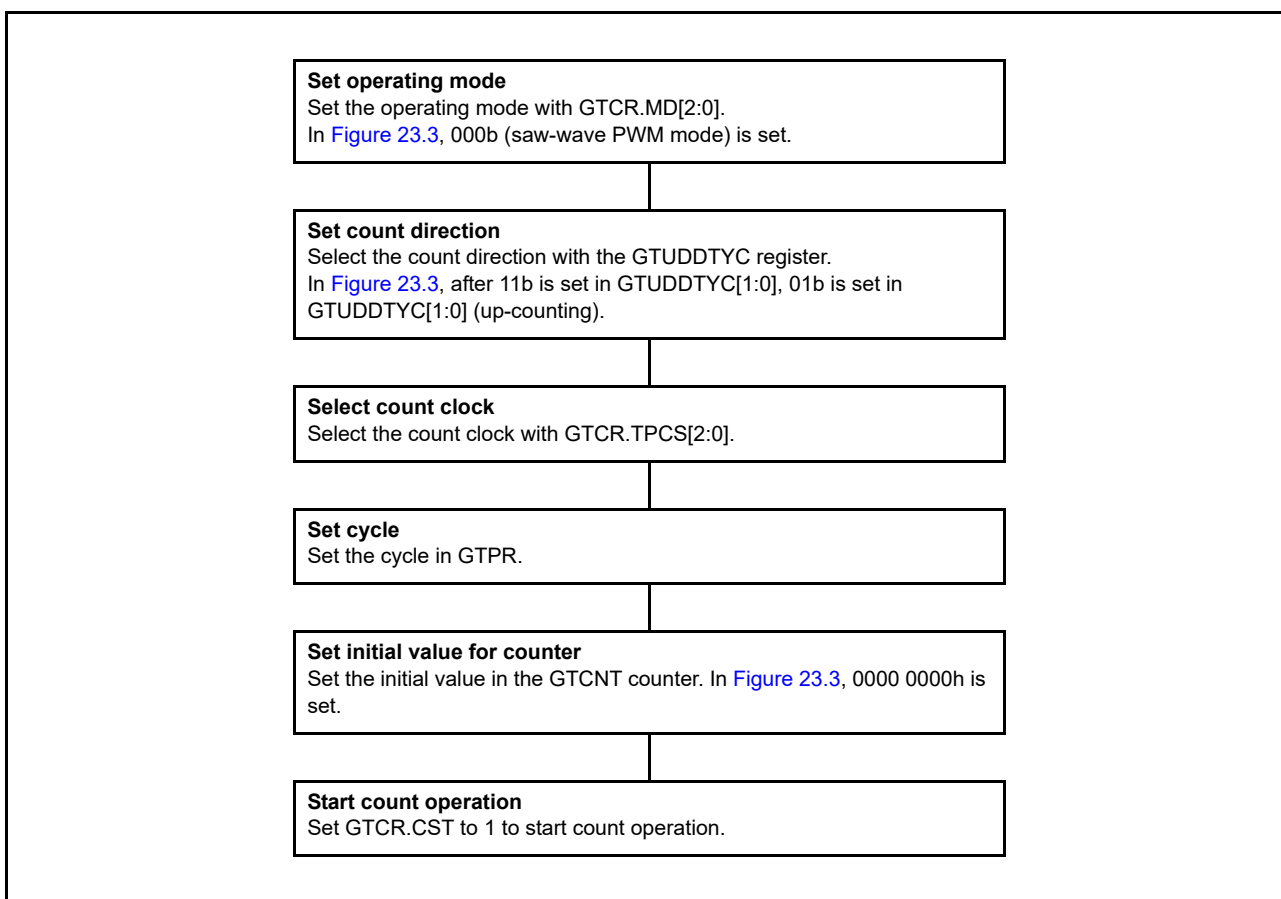 Set operating mode
Set the operating mode with GTCR.MD[2:0].
In Figure 23.3, 000b (saw-wave PWM mode) is set.
Set count direction
Select the count direction with the GTUDDTYC register.
In Figure 23.3, after 11b is set in GTUDDTYC[1:0], 01b is set in
GTUDDTYC[1:0] (up-counting).
Select count clock
Select the count clock with GTCR.TPCS[2:0].
Set cycle
Set the cycle in GTPR.
Set initial value for counter
Set the initial value in the GTCNT counter. In Figure 23.3, 0000 0000h is
set.
Start count operation
Set GTCR.CST to 1 to start count operation.